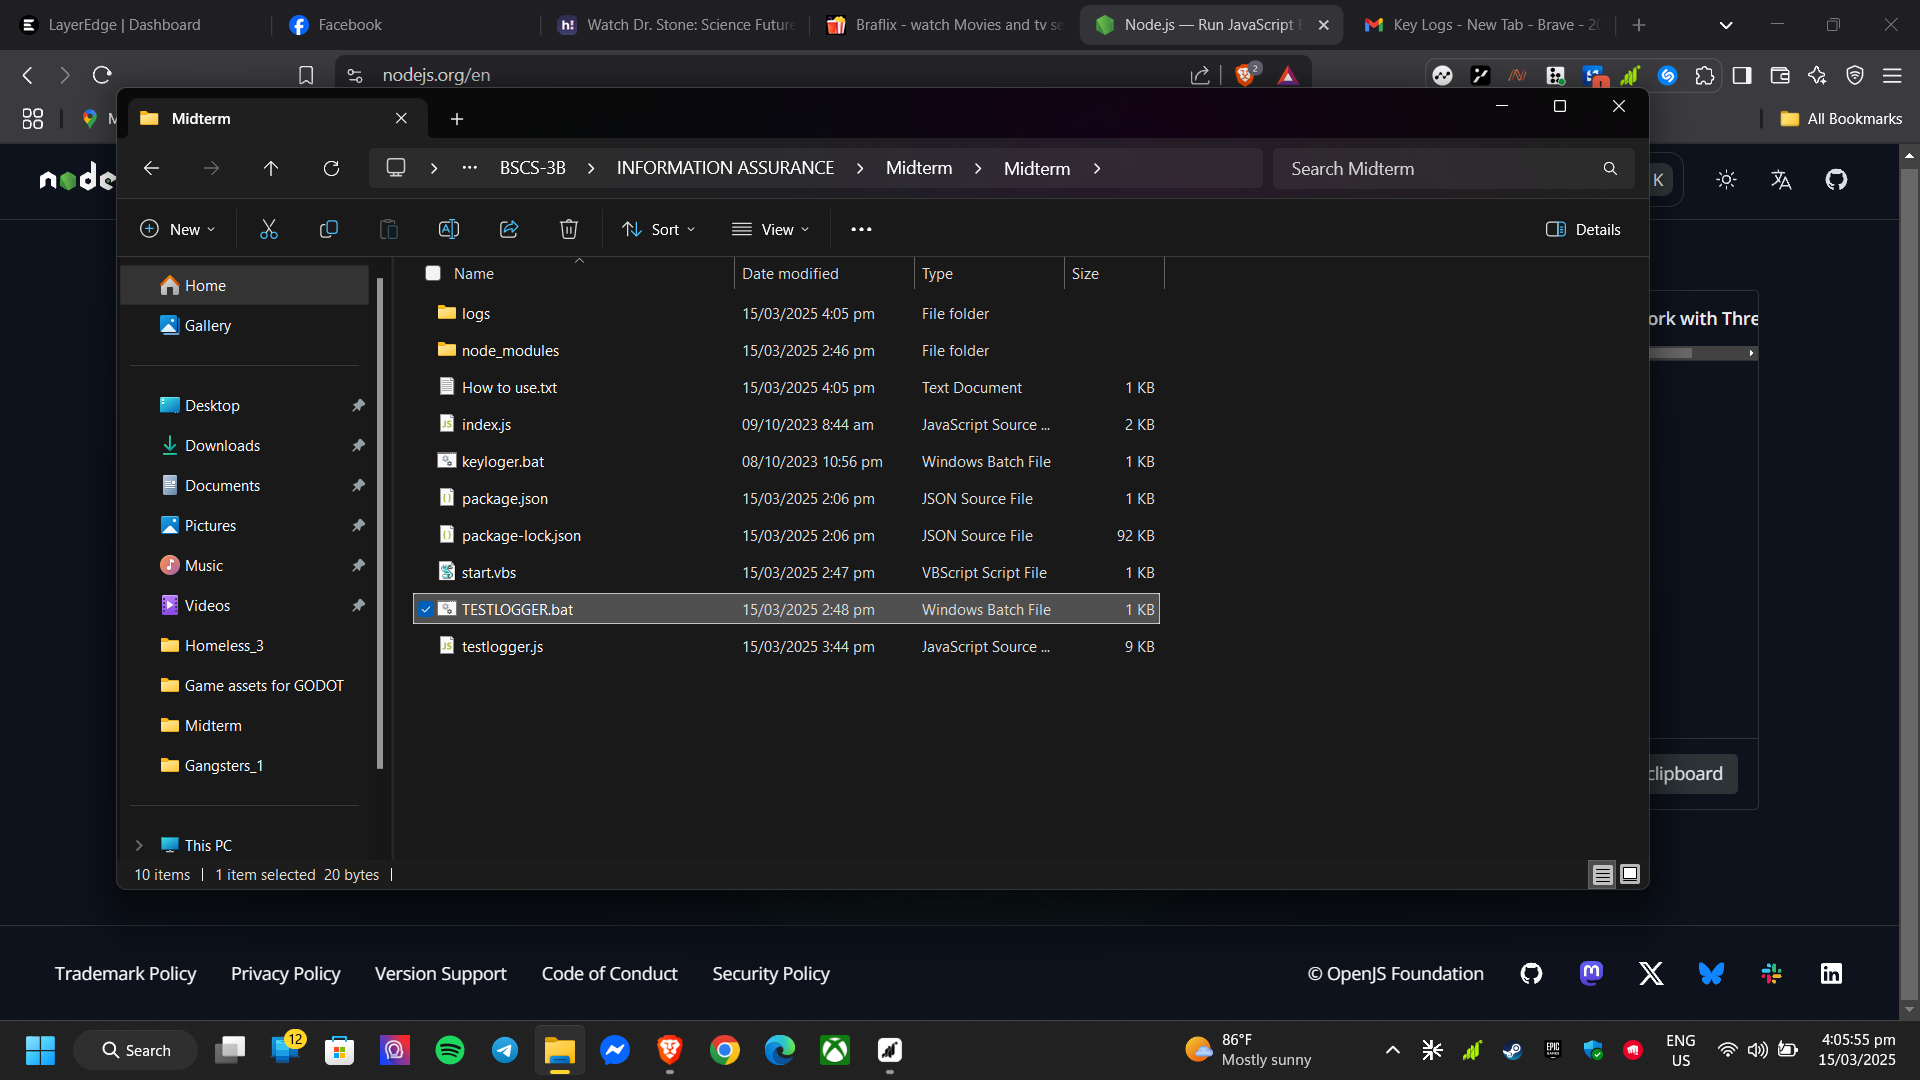 LayerEdge | Dashboard
Facebook
Watch Dr. Stone: Science Future
Braflix - watch Movies and tv se
Node.js — Run JavaScript E
Key Logs - New Tab - Brave - 20
nodejs.org/en
2
All Bookmarks
Midterm
BSCS-3B
INFORMATION ASSURANCE
Midterm
Midterm
Search Midterm
node
K
New
Sort
View
Details
Name
Date modified
Type
Size
Home
Gallery
Desktop
Downloads
Documents
Pictures
Music
Videos
Homeless_3
Game assets for GODOT
Midterm
Gangsters_1
This PC
logs 15/03/2025 4:05 pm File folder
node_modules 15/03/2025 2:46 pm File folder
How to use.txt 15/03/2025 4:05 pm Text Document 1 KB
index.js 09/10/2023 8:44 am JavaScript Source ... 2 KB
keyloger.bat 08/10/2023 10:56 pm Windows Batch File 1 KB
package.json 15/03/2025 2:06 pm JSON Source File 1 KB
package-lock.json 15/03/2025 2:06 pm JSON Source File 92 KB
start.vbs 15/03/2025 2:47 pm VBScript Script File 1 KB
TESTLOGGER.bat 15/03/2025 2:48 pm Windows Batch File 1 KB
testlogger.js 15/03/2025 3:44 pm JavaScript Source ... 9 KB
ork with Thre
clipboard
10 items
1 item selected 20 bytes
Trademark Policy
Privacy Policy
Version Support
Code of Conduct
Security Policy
© OpenJS Foundation
Search
12
86°F
Mostly sunny
ENG
US
4:05:55 pm
15/03/2025